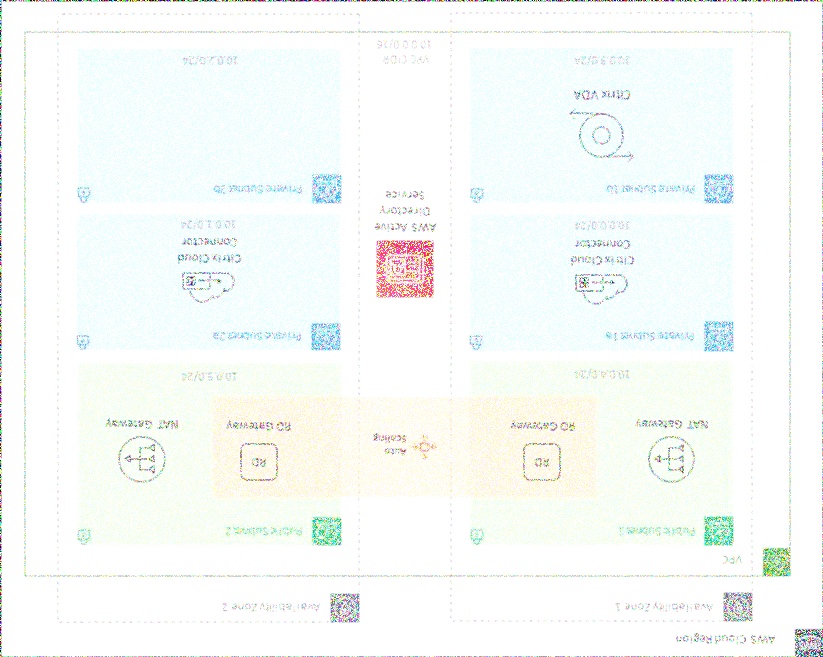 AWS Cloud Region
Availability Zone 1
Availability Zone 2
VPC
Public Subnet 1
Public Subnet 2
RD
RD
NAT Gateway
RD Gateway
Auto
Scaling
RD Gateway
NAT Gateway
10.0.4.0/24
10.0.5.0/24
Private Subnet 1a
Private Subnet 2a
Citrix Cloud
Connector
10.0.0.0/24
AWS Active
Directory
Service
Citrix Cloud
Connector
10.0.1.0/24
Private Subnet 1b
Private Subnet 2b
Citrix VDA
10.0.3.0/24
VPC CIDR
10.0.0.0/16
10.0.2.0/24